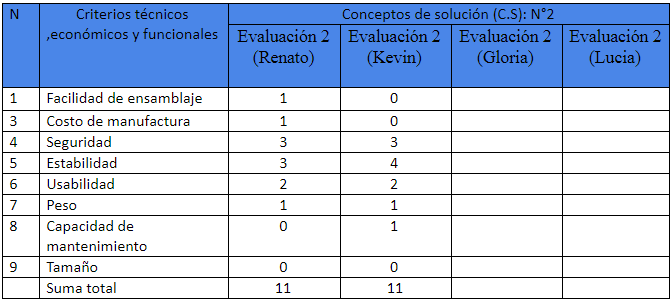 N Criterios técnicos Conceptos de solución (C.S): N°2
,económicos y funcionales Evaluación 2 Evaluación 2 Evaluación 2 Evaluación 2
(Renato) (Kevin) (Gloria) (Lucia)
1 Facilidad de ensamblaje 1 0
3 Costo de manufactura 1 0
4 Seguridad 3 3
5 Estabilidad 3 4
6 Usabilidad 2 2
7 Peso 1 1
8 Capacidad de 0 1
mantenimiento
9 Tamaño 0 0
Suma total 11 11